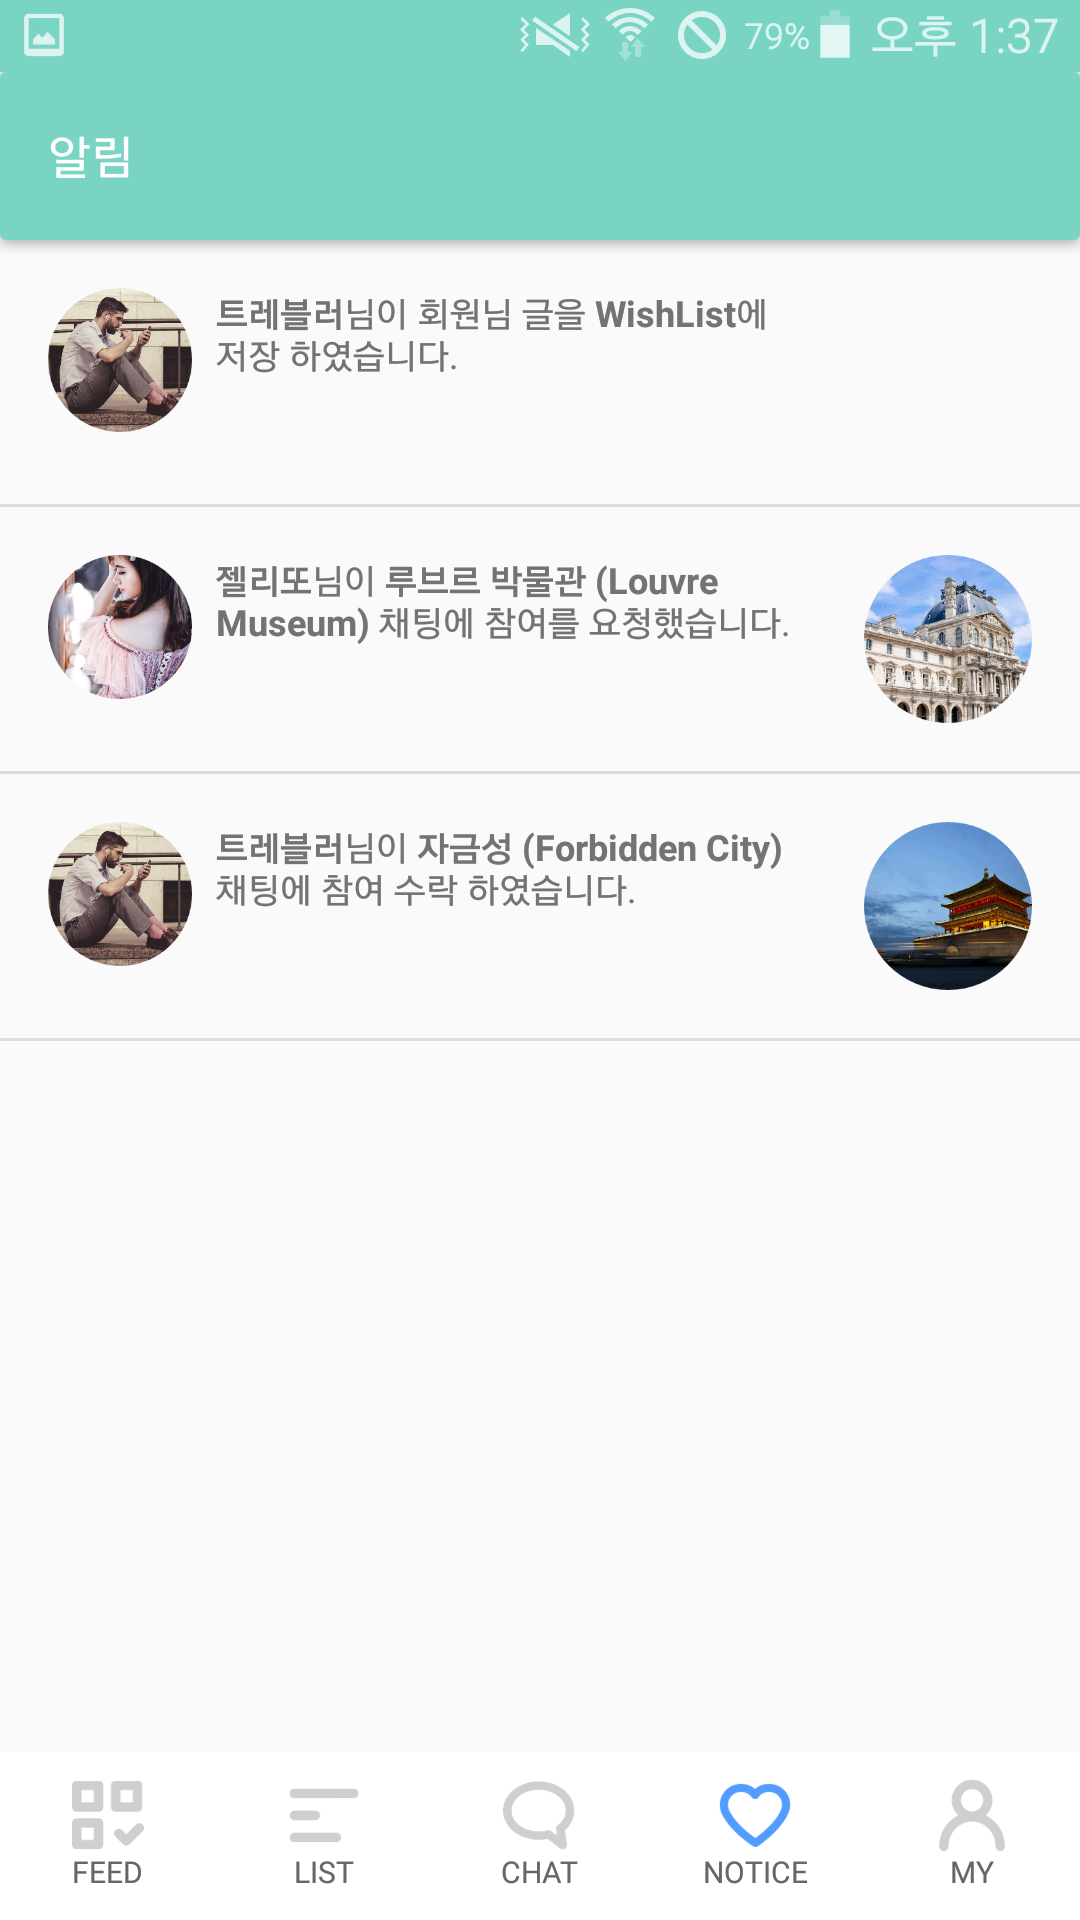 79% 오후 1:37
알림
트레블러님이 회원님 글을 WishList에
저장 하였습니다.
젤리또님이 루브르 박물관 (Louvre
Museum) 채팅에 참여를 요청했습니다.
트레블러님이 자금성 (Forbidden City)
채팅에 참여 수락 하였습니다.
FEED LIST CHAT NOTICE MY